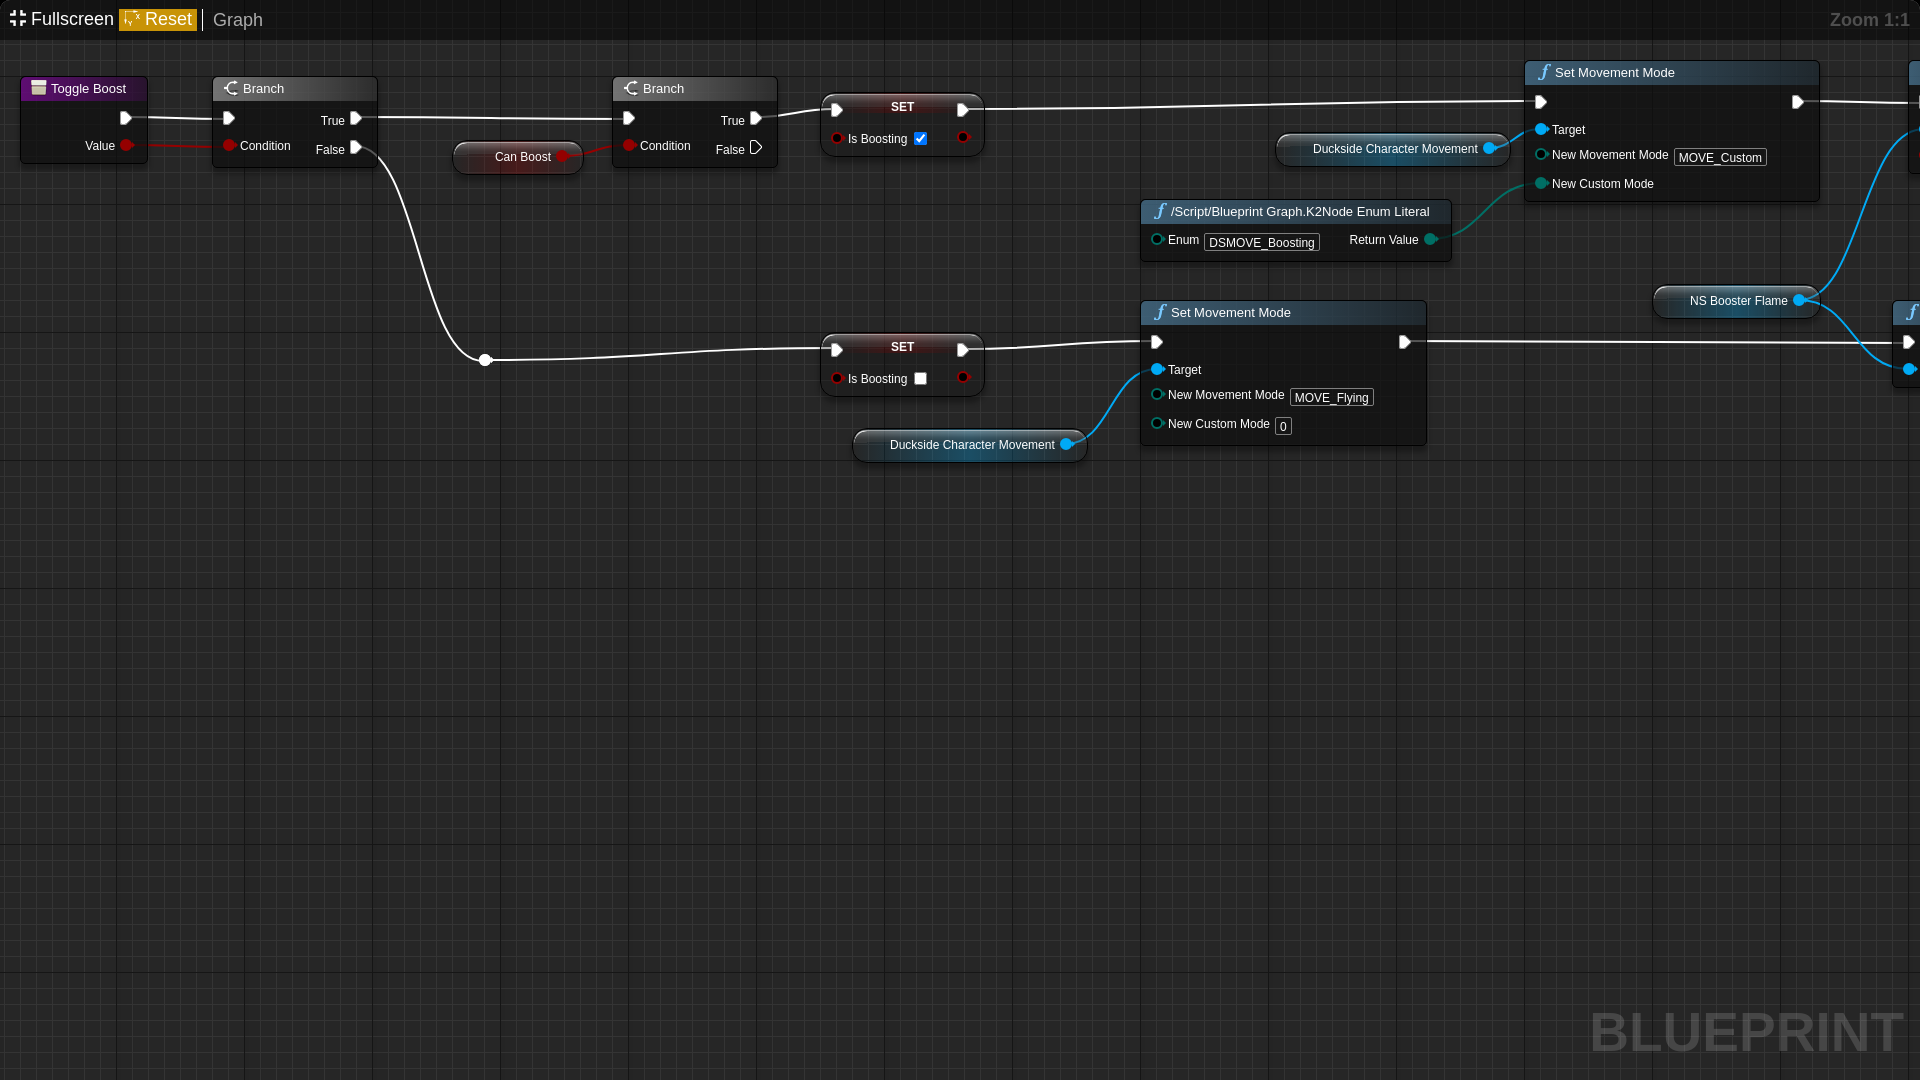 Fullscreen Reset Graph Zoom 1:1
Toggle Boost
Value
Branch
True
Condition
False
Can Boost
Branch
True
Condition
False
SET
Is Boosting
Duckside Character Movement
Set Movement Mode
Target
New Movement Mode MOVE_Custom
New Custom Mode
/Script/Blueprint Graph.K2Node Enum Literal
Enum DSMOVE_Boosting Return Value
NS Booster Flame
SET
Is Boosting
Duckside Character Movement
Set Movement Mode
Target
New Movement Mode MOVE_Flying
New Custom Mode 0
BLUEPRINT